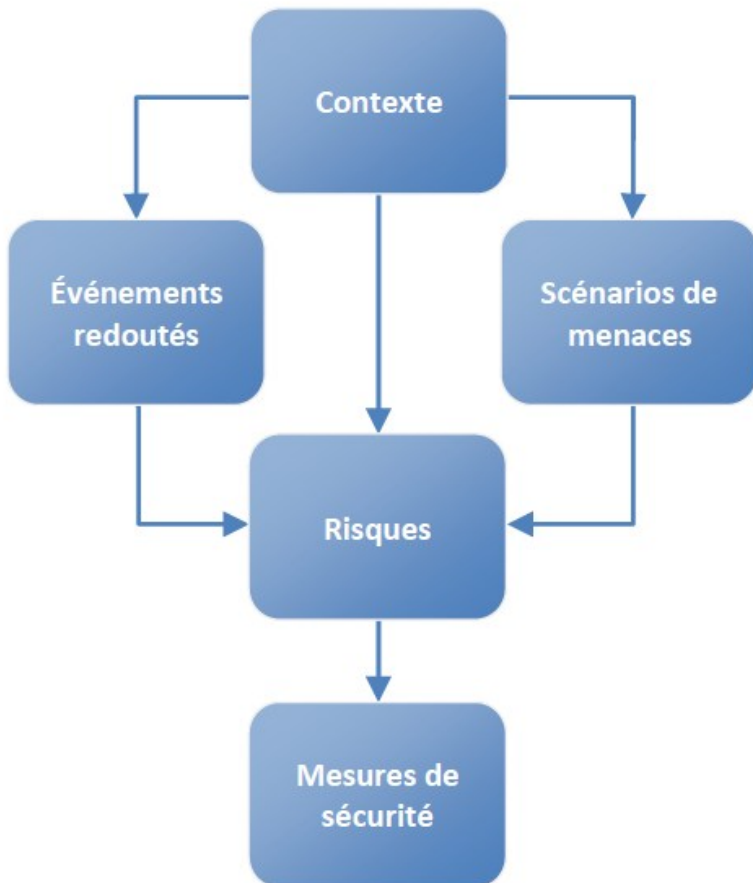 Contexte
Événements
redoutés
Scénarios de
menaces
Risques
Mesures de
sécurité